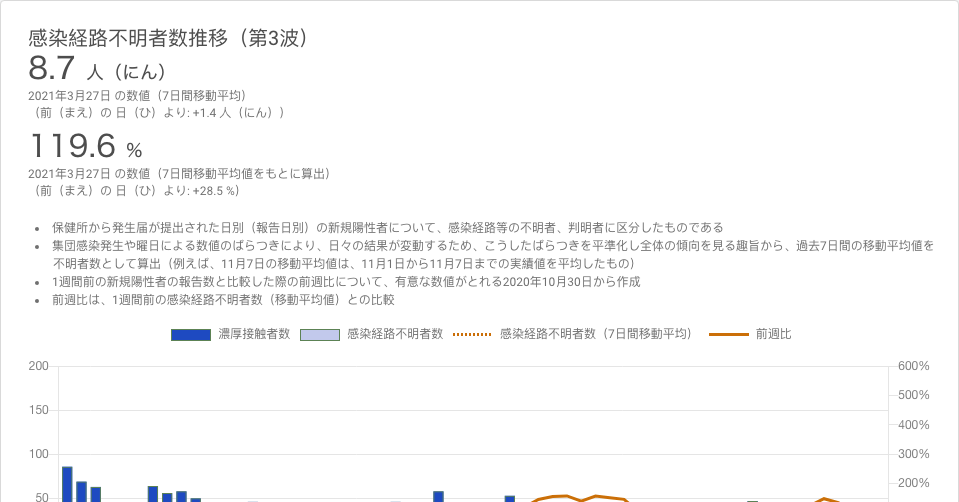 感染経路不明者数推移（第3波）
8.7 人（にん）
2021年3月27日 の数値（7日間移動平均）
（前（まえ）の 日（ひ）より: +1.4 人（にん））
119.6 %
2021年3月27日 の数値（7日間移動平均値をもとに算出）
（前（まえ）の 日（ひ）より: +28.5 %）
• 保健所から発生届が提出された日別（報告日別）の新規陽性者について、感染経路等の不明者、判明者に区分したものである
• 集団感染発生や曜日による数値のばらつきにより、日々の結果が変動するため、こうしたばらつきを平準化し全体の傾向を見る趣旨から、過去7日間の移動平均値を
不明者数として算出（例えば、11月7日の移動平均値は、11月1日から11月7日までの実績値を平均したもの）
• 1週間前の新規陽性者の報告数と比較した際の前週比について、有意な数値がとれる2020年10月30日から作成
• 前週比は、1週間前の感染経路不明者数（移動平均値）との比較
濃厚接触者数 感染経路不明者数 感染経路不明者数（7日間移動平均） 前週比
200 600%
500%
150
400%
100 300%
200%
50